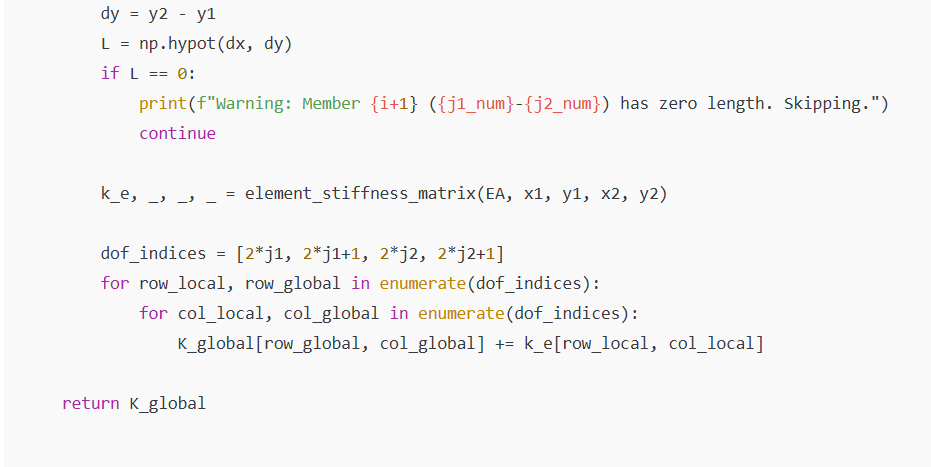 dy = y2 - y1
L = np.hypot(dx, dy)
if L == 0:
print(f"Warning: Member {i+1} ({j1_num}-{j2_num}) has zero length. Skipping.")
continue
k_e, _, _, _ = element_stiffness_matrix(EA, x1, y1, x2, y2)
dof_indices = [2*j1, 2*j1+1, 2*j2, 2*j2+1]
for row_local, row_global in enumerate(dof_indices):
for col_local, col_global in enumerate(dof_indices):
K_global[row_global, col_global] += k_e[row_local, col_local]
return K_global